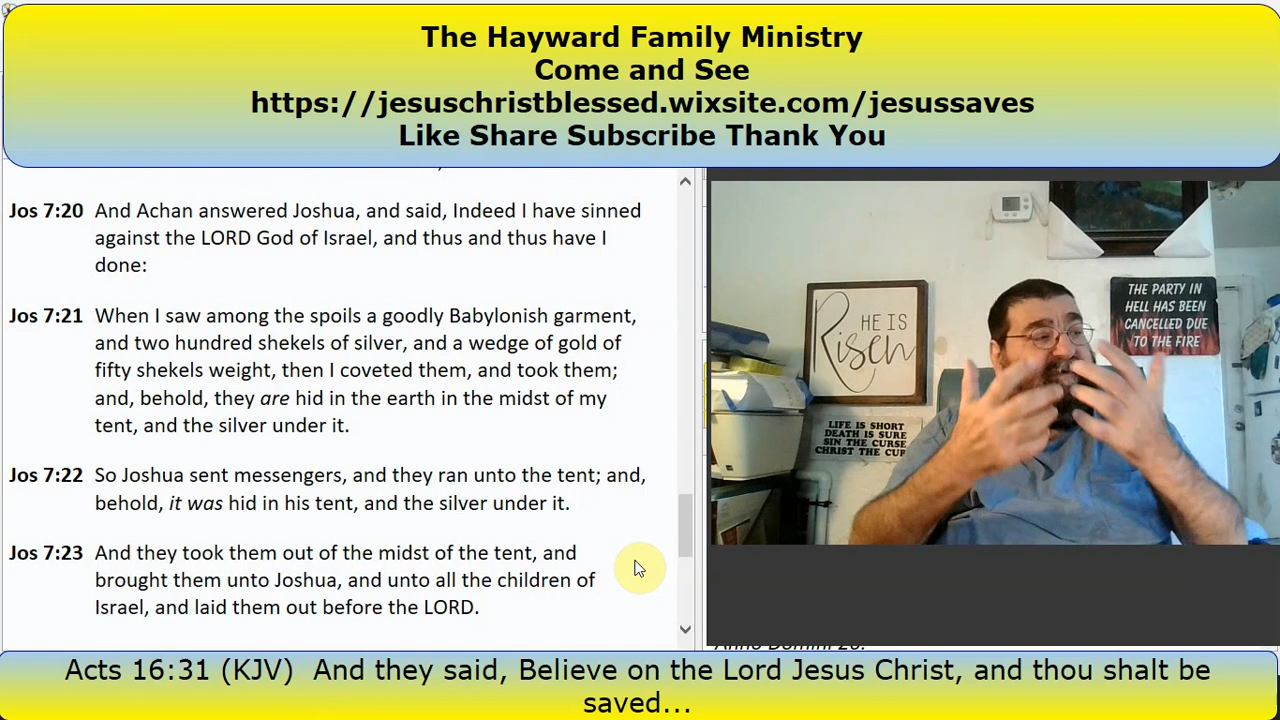 The Hayward Family Ministry
Come and See
https://jesuschristblessed.wixsite.com/jesussaves
Like Share Subscribe Thank You
Jos 7:20 And Achan answered Joshua, and said, Indeed I have sinned
against the LORD God of Israel, and thus and thus have I
done:
Jos 7:21 When I saw among the spoils a goodly Babylonish garment,
and two hundred shekels of silver, and a wedge of gold of
fifty shekels weight, then I coveted them, and took them;
and, behold, they are hid in the earth in the midst of my
tent, and the silver under it.
Jos 7:22 So Joshua sent messengers, and they ran unto the tent; and,
behold, it was hid in his tent, and the silver under it.
Jos 7:23 And they took them out of the midst of the tent, and
brought them unto Joshua, and unto all the children of
Israel, and laid them out before the LORD.
HE IS
Risen
THE PARTY IN
HELL HAS BEEN
CANCELLED DUE
TO THE FIRE
LIFE IS SHORT
DEATH IS SURE
SIN THE CURSE
CHRIST THE CUR
Acts 16:31 (KJV) And they said, Believe on the Lord Jesus Christ, and thou shalt be
saved...